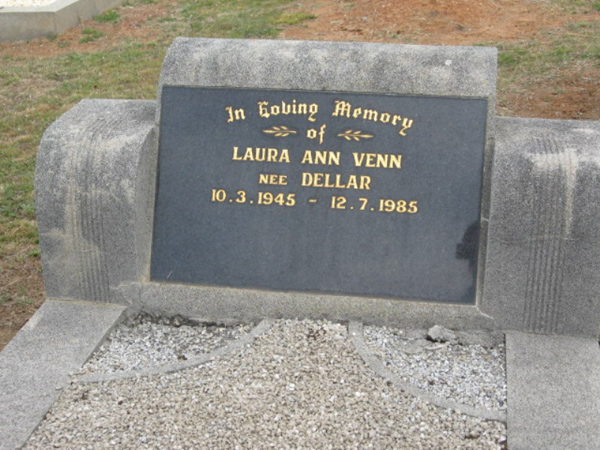 In Loving Memory
of
LAURA ANN VENN
NEE DELLAR
10.3.1945 - 12.7.1985